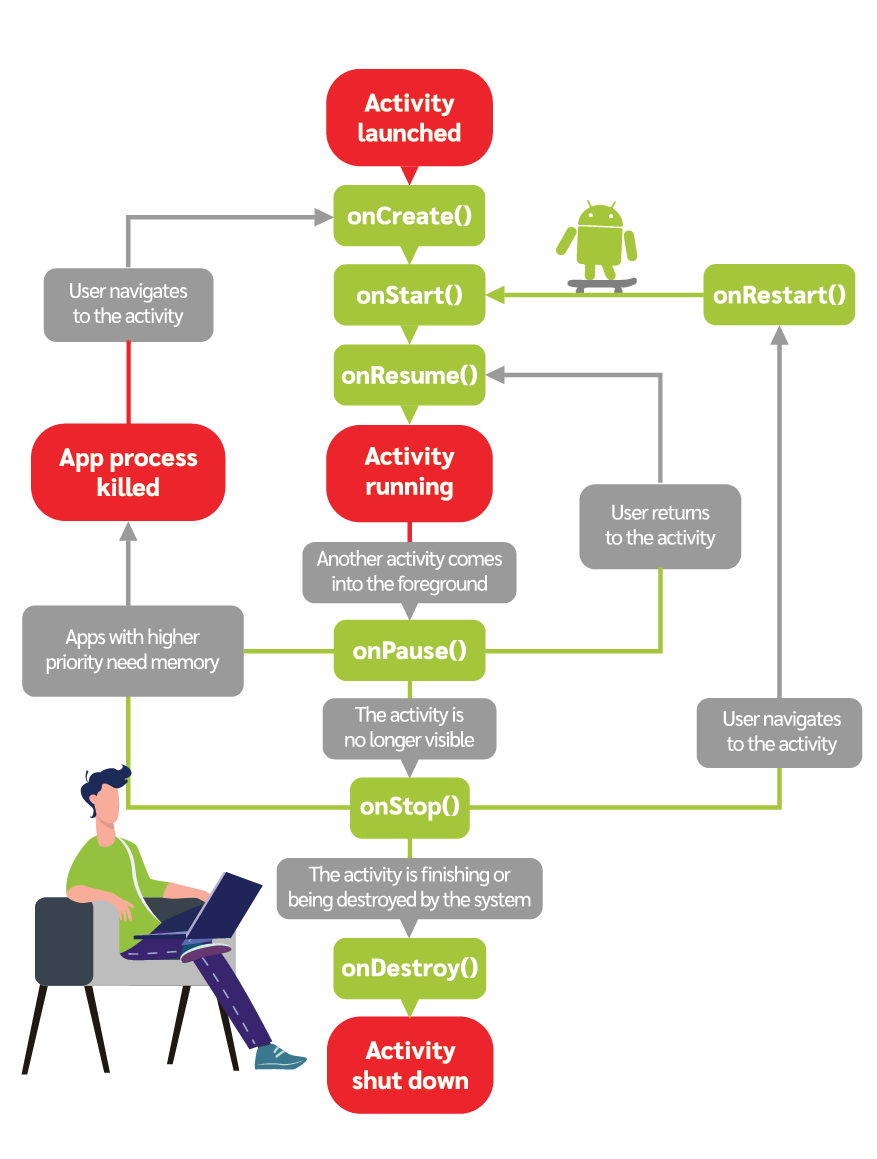 Activity
launched
onCreate()
User navigates
to the activity
onStart()
onRestart()
onResume()
App process
killed
Activity
running
User returns
to the activity
Another activity comes
into the foreground
Apps with higher
priority need memory
onPause()
The activity is
no longer visible
User navigates
to the activity
onStop()
The activity is finishing or
being destroyed by the system
onDestroy()
Activity
shut down